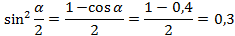 sin² α/2 = (1−cos α)/2 = (1 − 0,4)/2 = 0,3